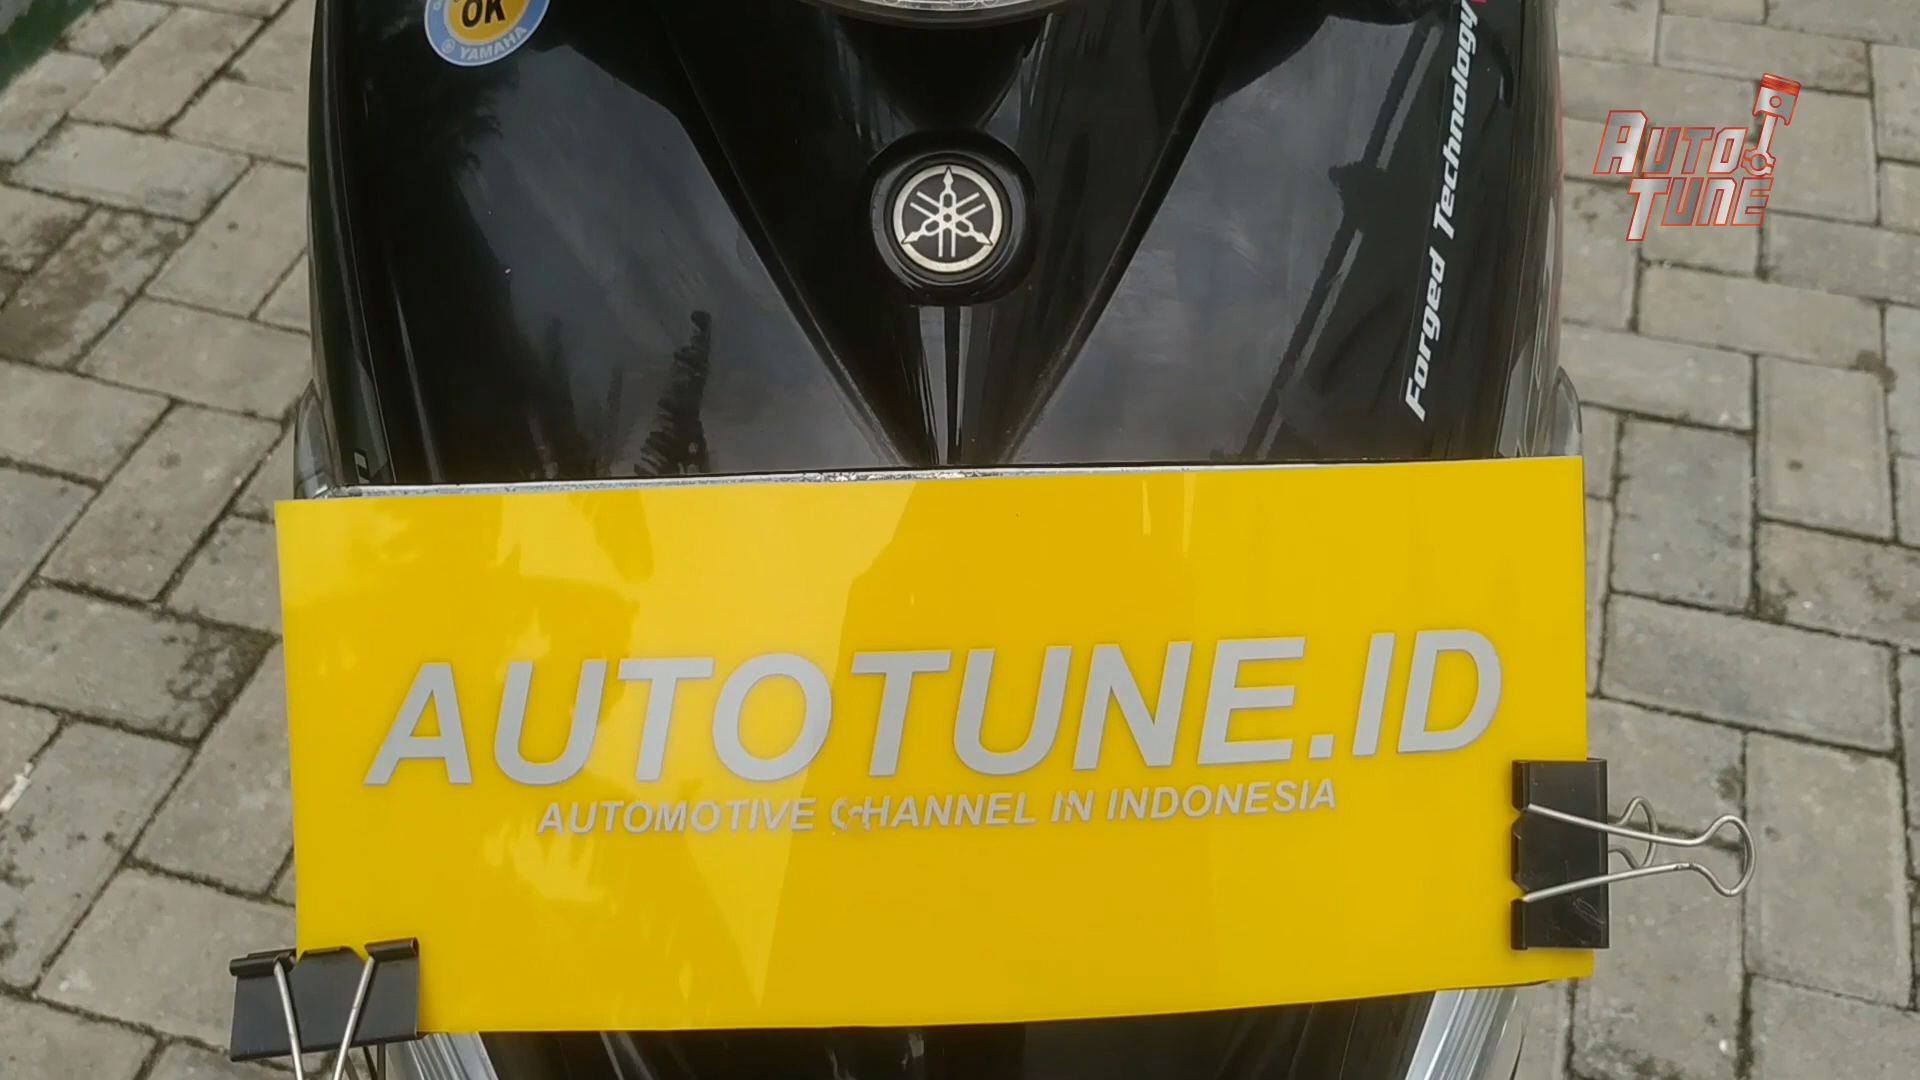 OK
YAMAHA
Forged Technology
AUTO
TUNE
AUTOTUNE.ID
AUTOMOTIVE CHANNEL IN INDONESIA